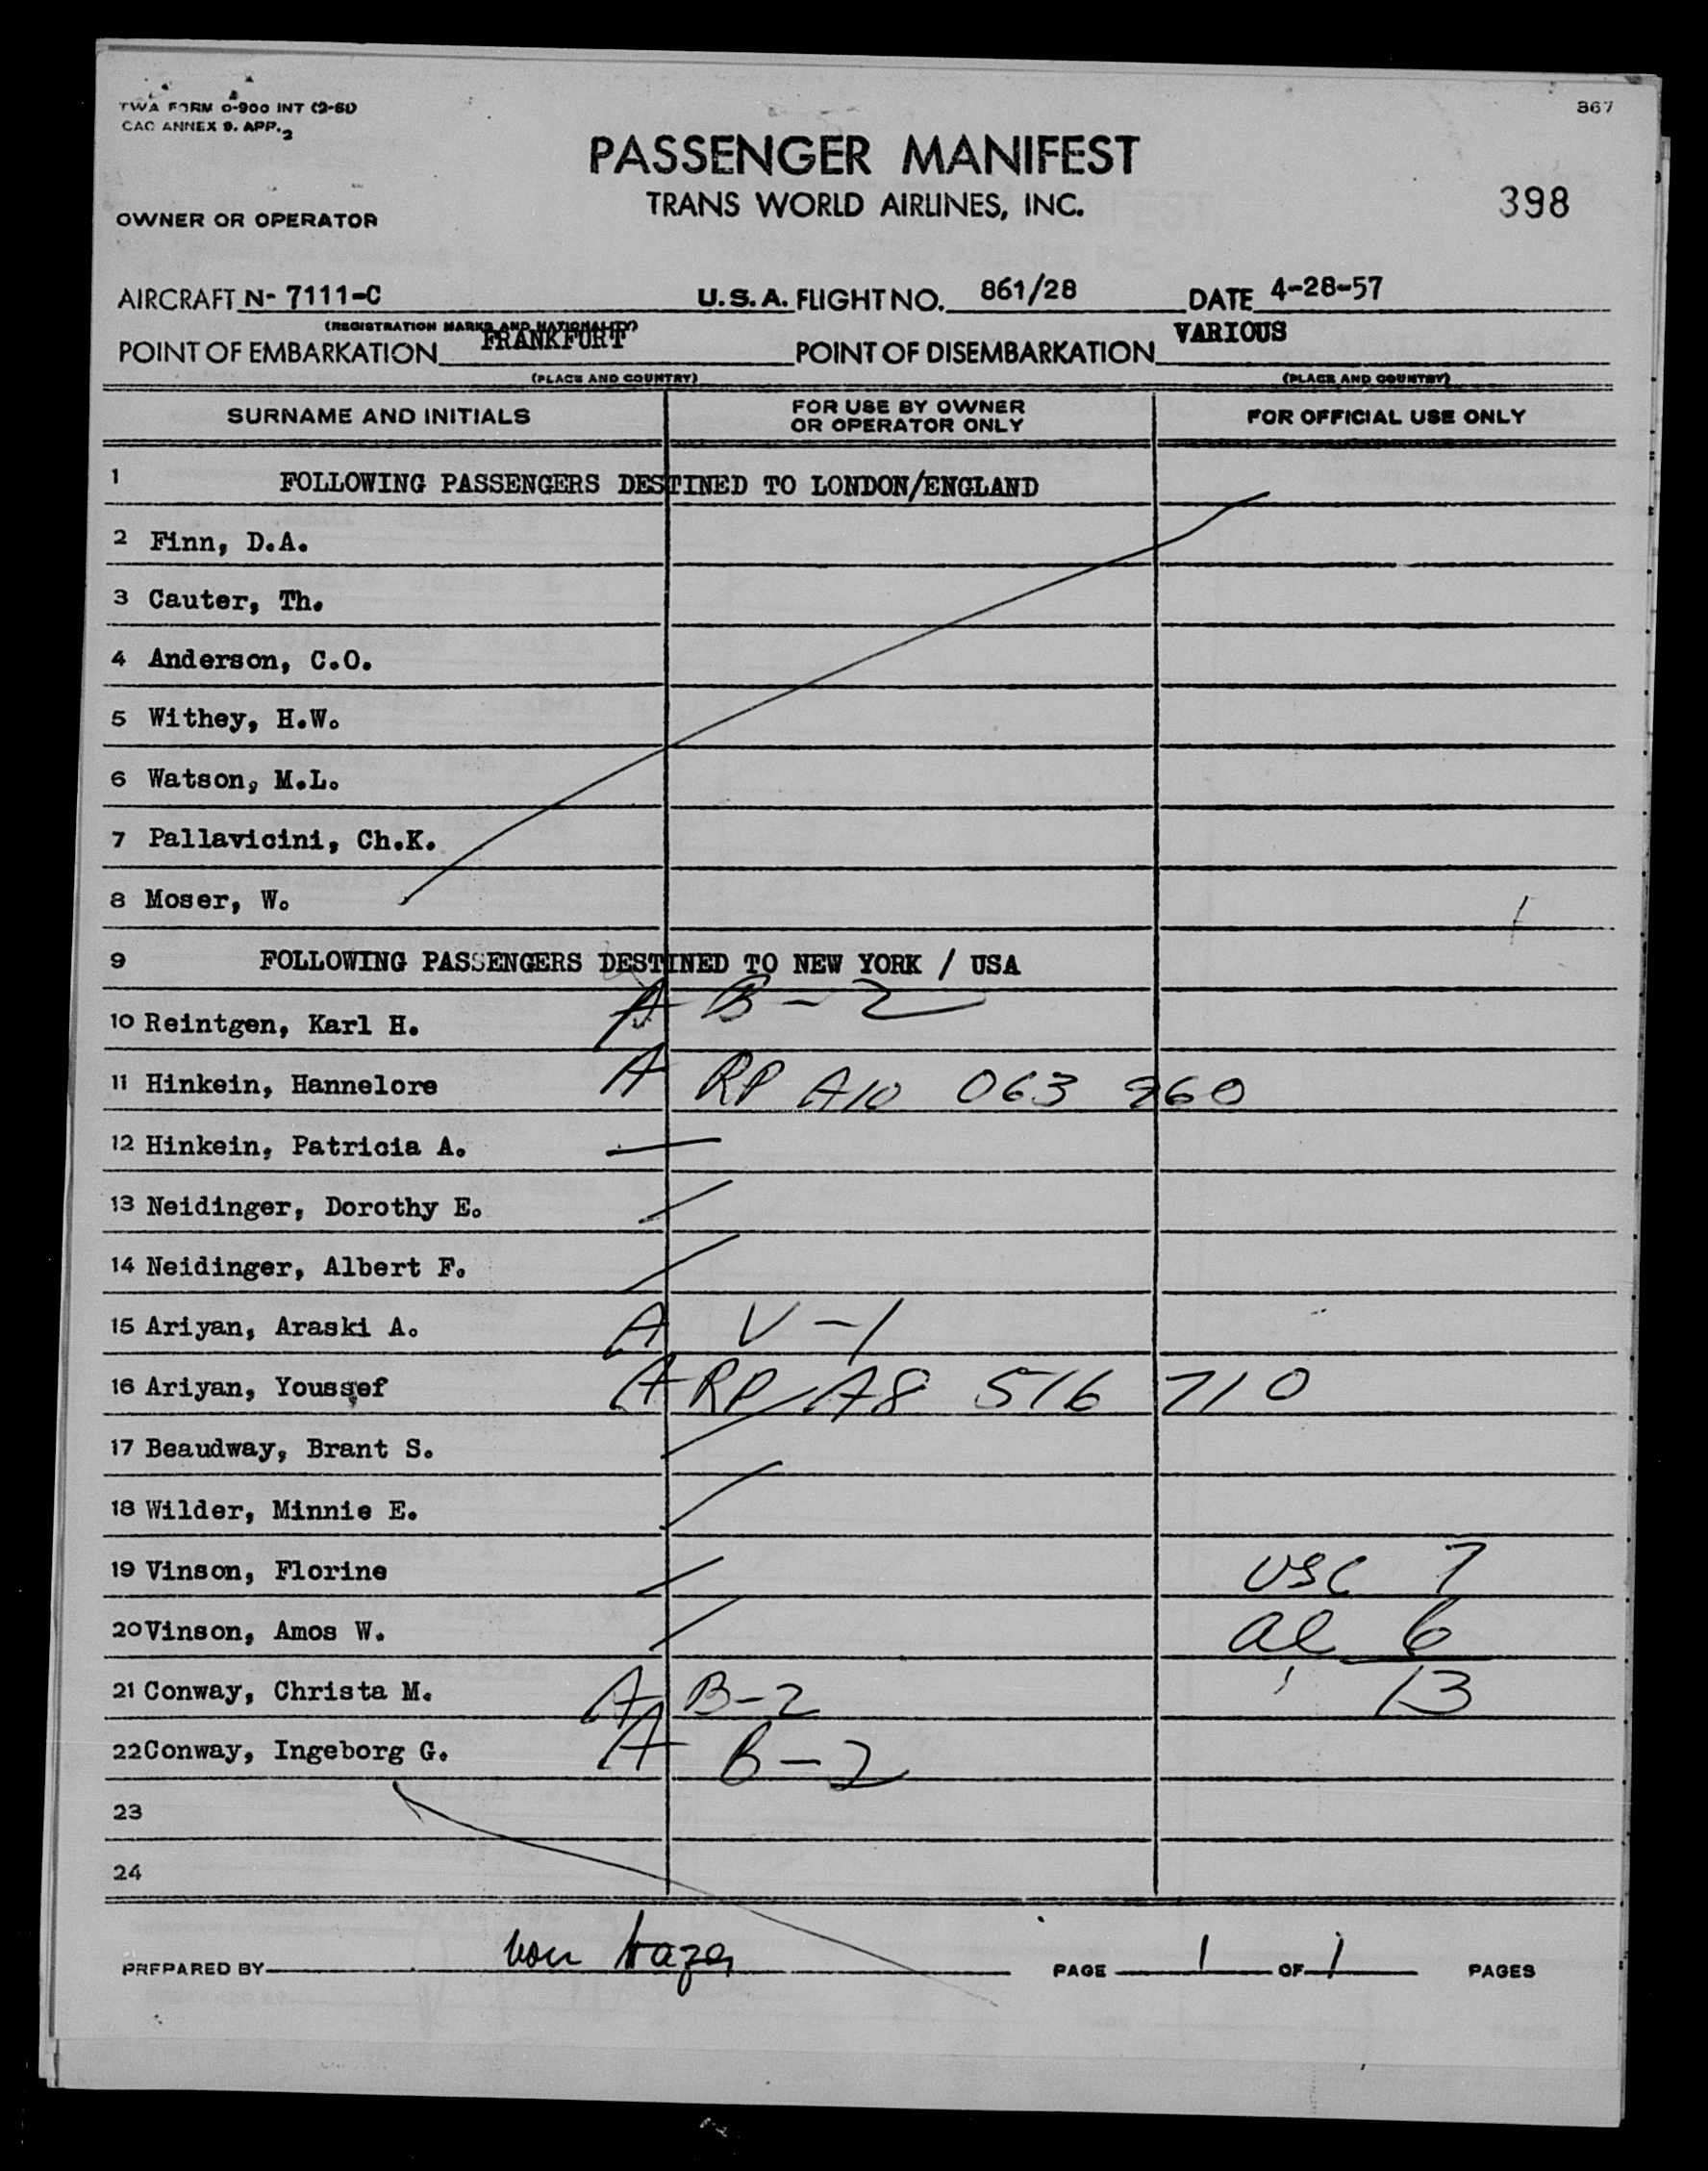 TWA FORM O-900 INT (2-61)
CAO ANNEX 9. APP. 2
867
PASSENGER MANIFEST
TRANS WORLD AIRLINES, INC.
398
OWNER OR OPERATOR
AIRCRAFT N- 7111-C U.S.A. FLIGHT NO. 861/28 DATE 4-28-57
(REGISTRATION MARKS AND NATIONALITY)
POINT OF EMBARKATION FRANKFURT POINT OF DISEMBARKATION VARIOUS
(PLACE AND COUNTRY) (PLACE AND COUNTRY)
SURNAME AND INITIALS FOR USE BY OWNER OR OPERATOR ONLY FOR OFFICIAL USE ONLY
1 FOLLOWING PASSENGERS DESTINED TO LONDON/ENGLAND
2 Finn, D.A.
3 Cauter, Th.
4 Anderson, C.O.
5 Withey, H.W.
6 Watson, M.L.
7 Pallavicini, Ch.K.
8 Moser, W.
9 FOLLOWING PASSENGERS DESTINED TO NEW YORK / USA
10 Reintgen, Karl H. A B-2
11 Hinkein, Hannelore A RP A10 063 960
12 Hinkein, Patricia A.
13 Neidinger, Dorothy E.
14 Neidinger, Albert F.
15 Ariyan, Araski A. A V-1
16 Ariyan, Youssef A RP A8 516 710
17 Beaudway, Brant S.
18 Wilder, Minnie E.
19 Vinson, Florine USC 7
20 Vinson, Amos W. al 6
21 Conway, Christa M. A B-2 13
22 Conway, Ingeborg G. A B-2
23
24
PREPARED BY von PAGE 1 OF 1 PAGES